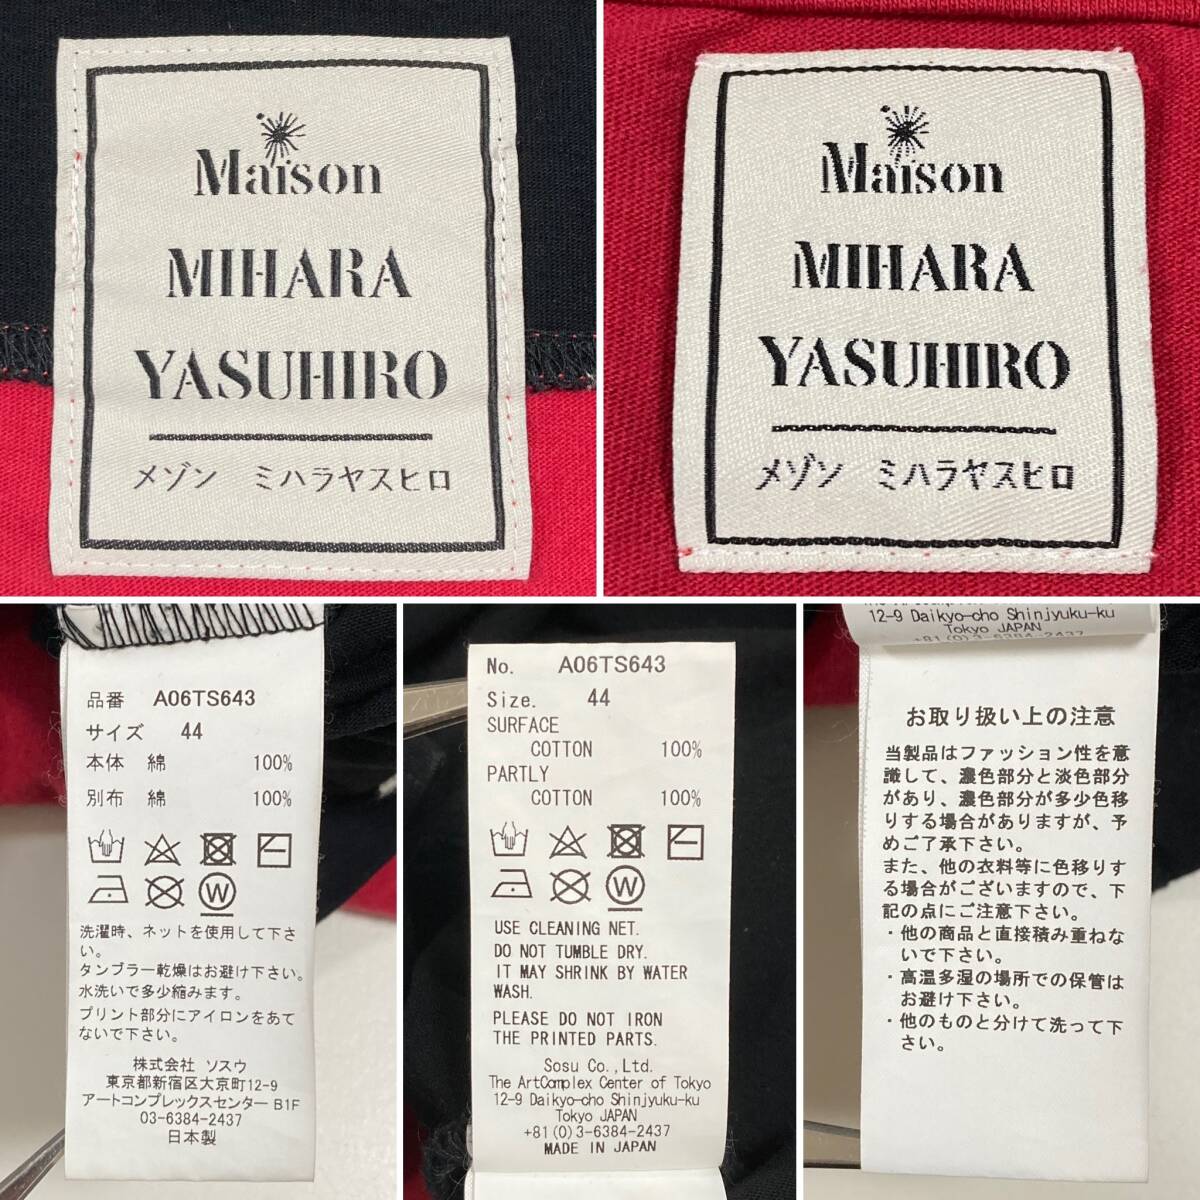 Maison
MIHARA
YASUHIRO
メゾン ミハラヤスヒロ
Maison
MIHARA
YASUHIRO
メゾン ミハラヤスヒロ
品番 A06TS643
サイズ 44
本体 綿 100%
別布 綿 100%
W
洗濯時、ネットを使用して下さ
い。
タンブラー乾燥はお避け下さい。
水洗いで多少縮みます。
プリント部分にアイロンをあて
ないで下さい。
株式会社 ソスウ
東京都新宿区大京町12-9
アートコンプレックスセンター B1F
03-6384-2437
日本製
No. A06TS643
Size. 44
SURFACE
COTTON 100%
PARTLY
COTTON 100%
W
USE CLEANING NET.
DO NOT TUMBLE DRY.
IT MAY SHRINK BY WATER
WASH.
PLEASE DO NOT IRON
THE PRINTED PARTS.
Sosu Co.,Ltd.
The ArtComplex Center of Tokyo
12-9 Daikyo-cho Shinjyuku-ku
Tokyo JAPAN
+81(0)3-6384-2437
MADE IN JAPAN
12-9 Daikyo-cho Shinjyuku-ku
Tokyo JAPAN
+81(0)3-6384-2437
お取り扱い上の注意
当製品はファッション性を意
識して、濃色部分と淡色部分
があり、濃色部分が多少色移
りする場合がありますが、予
めご了承下さい。
また、他の衣料等に色移りす
る場合がございますので、下
記の点にご注意下さい。
・他の商品と直接積み重ねな
いで下さい。
・高温多湿の場所での保管は
お避け下さい。
・他のものと分けて洗って下
さい。